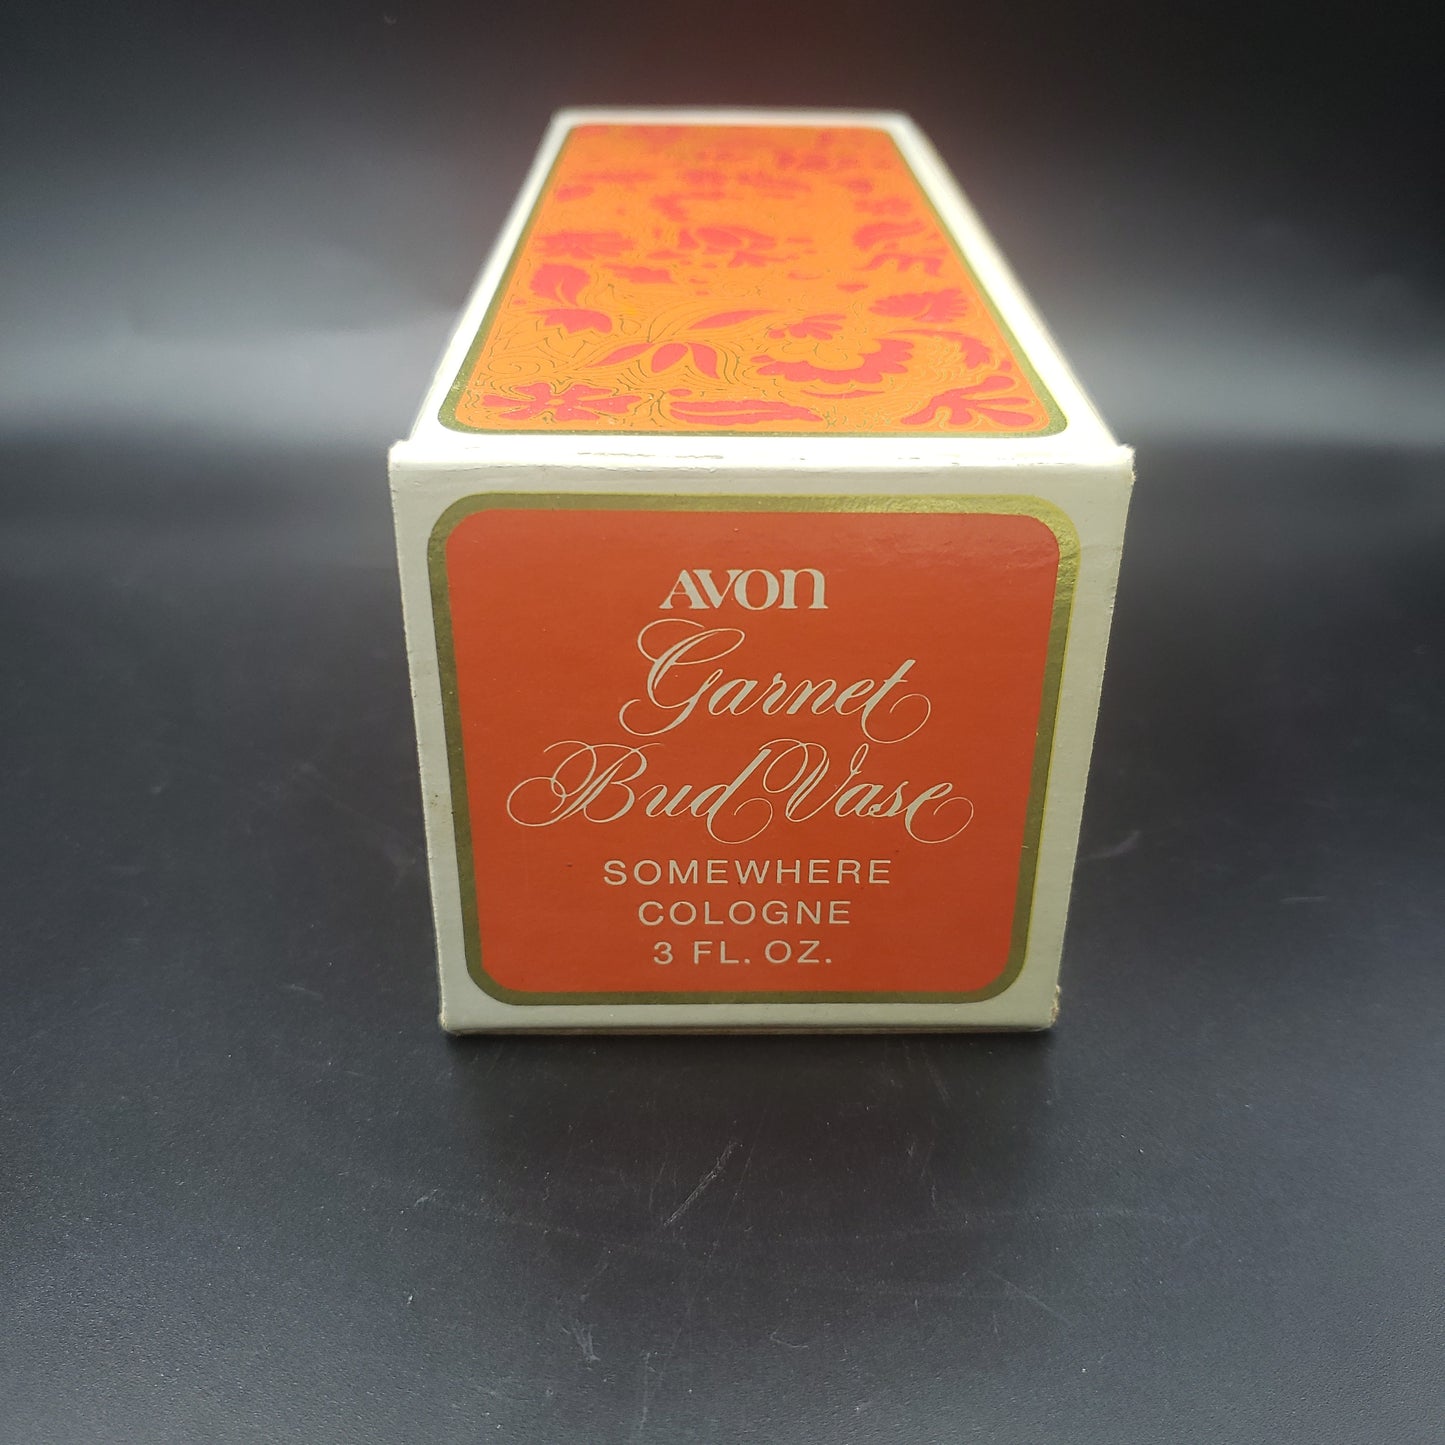 AVON
Garnet
Bud Vase
SOMEWHERE
COLOGNE
3 FL. OZ.